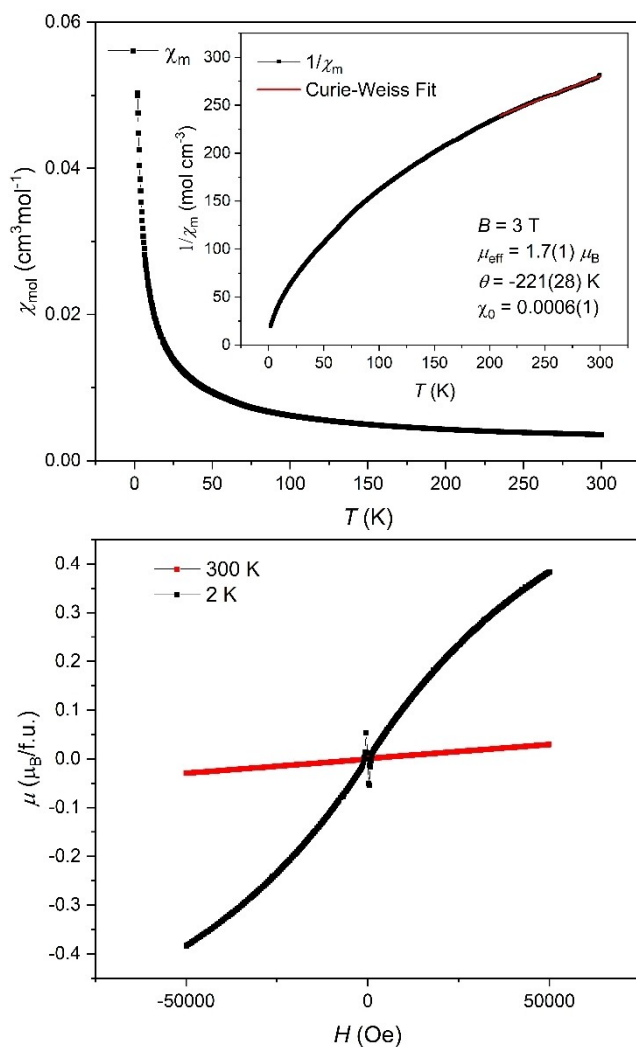 0.06
χm
0.04
0.02
0.00
χmol (cm3mol-1)
0 50 100 150 200 250 300
T (K)
300
250
200
150
100
50
0
1/χm (mol cm-3)
1/χm
Curie-Weiss Fit
B = 3 T
μeff = 1.7(1) μB
θ = -221(28) K
χ0 = 0.0006(1)
0 50 100 150 200 250 300
T (K)
0.4
0.3
0.2
0.1
0.0
-0.1
-0.2
-0.3
-0.4
μ (μB/f.u.)
300 K
2 K
-50000 0 50000
H (Oe)